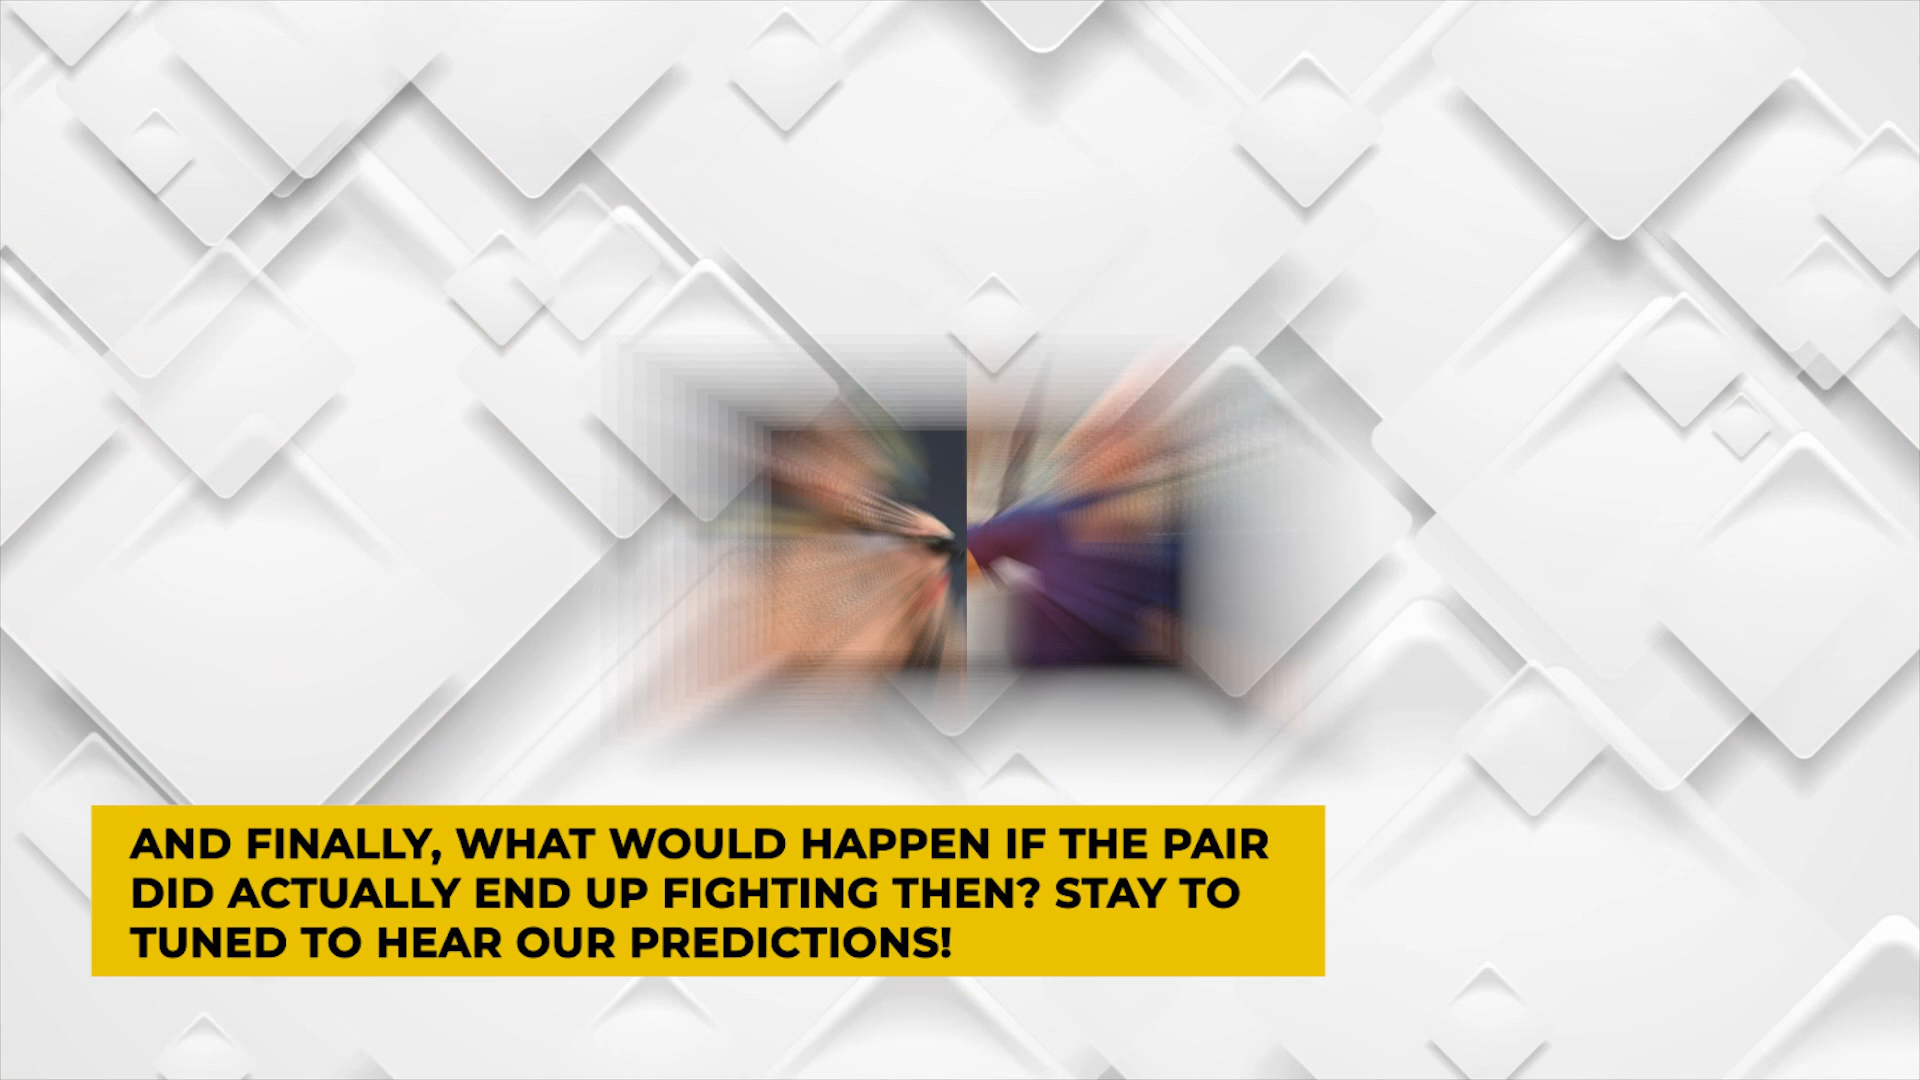 AND FINALLY, WHAT WOULD HAPPEN IF THE PAIR
DID ACTUALLY END UP FIGHTING THEN? STAY TO
TUNED TO HEAR OUR PREDICTIONS!